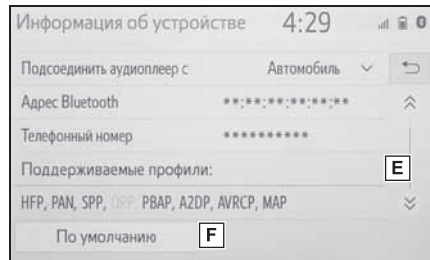 Информация об устройстве 4:29
Подсоединить аудиоплеер с Автомобиль
Адрес Bluetooth **:**:**:**:**:**
Телефонный номер **********
Поддерживаемые профили:
E
HFP, PAN, SPP, OPP, PBAP, A2DP, AVRCP, MAP
По умолчанию F